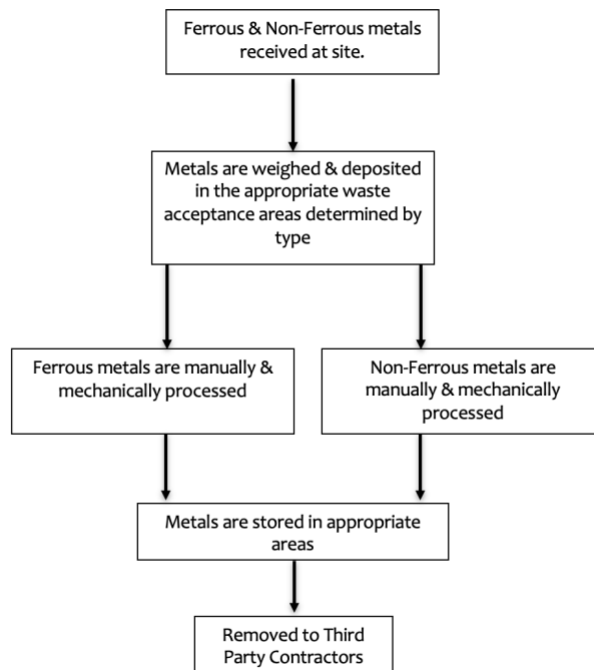 Ferrous & Non-Ferrous metals
received at site.
Metals are weighed & deposited
in the appropriate waste
acceptance areas determined by
type
Ferrous metals are manually &
mechanically processed
Non-Ferrous metals are
manually & mechanically
processed
Metals are stored in appropriate
areas
Removed to Third
Party Contractors